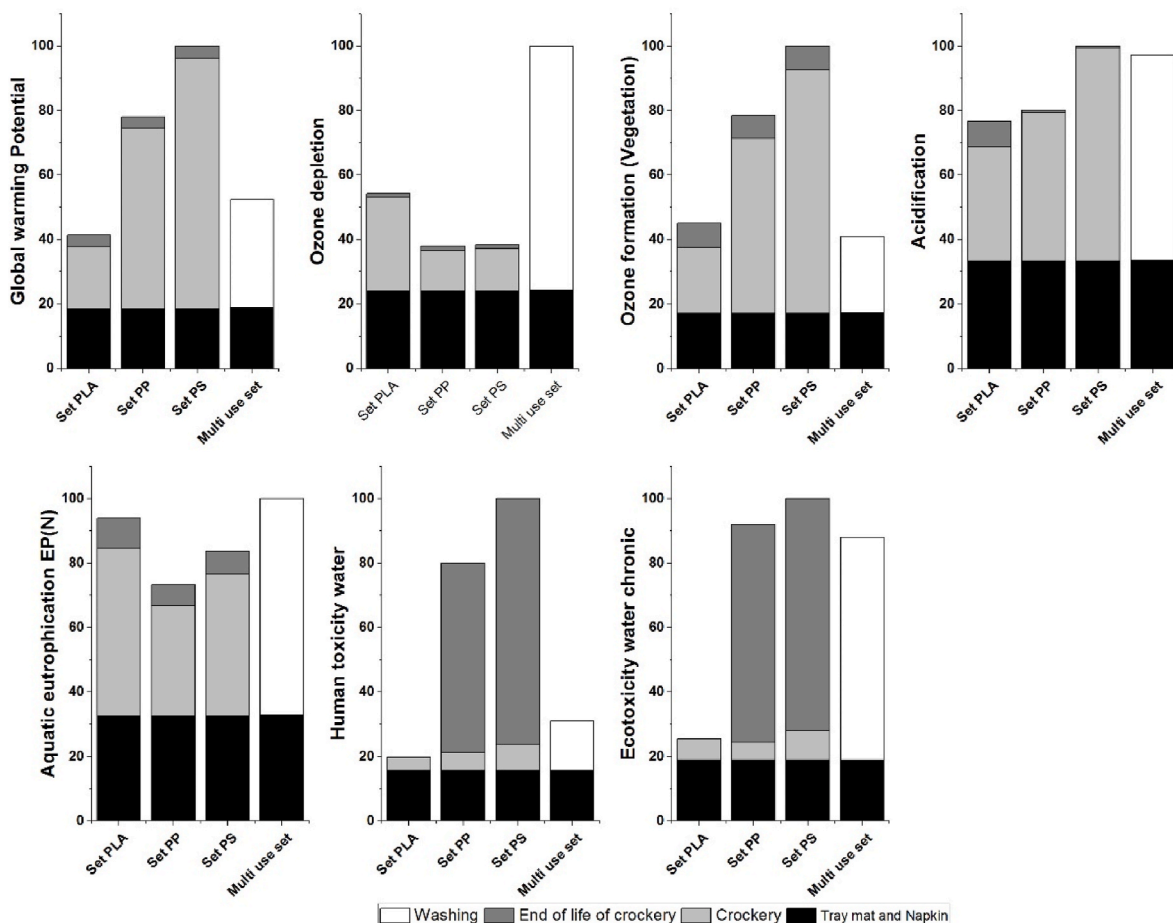 Global warming Potential
100
80
60
40
20
0
Set PLA
Set PP
Set PS
Multi use set
Ozone depletion
100
80
60
40
20
0
Set PLA
Set PP
Set PS
Multi use set
Ozone formation (Vegetation)
100
80
60
40
20
0
Set PLA
Set PP
Set PS
Multi use set
Acidification
100
80
60
40
20
0
Set PLA
Set PP
Set PS
Multi use set
Aquatic eutrophication EP(N)
100
80
60
40
20
0
Set PLA
Set PP
Set PS
Multi use set
Human toxicity water
100
80
60
40
20
0
Set PLA
Set PP
Set PS
Multi use set
Ecotoxicity water chronic
100
80
60
40
20
0
Set PLA
Set PP
Set PS
Multi use set
Washing End of life of crockery Crockery Tray mat and Napkin